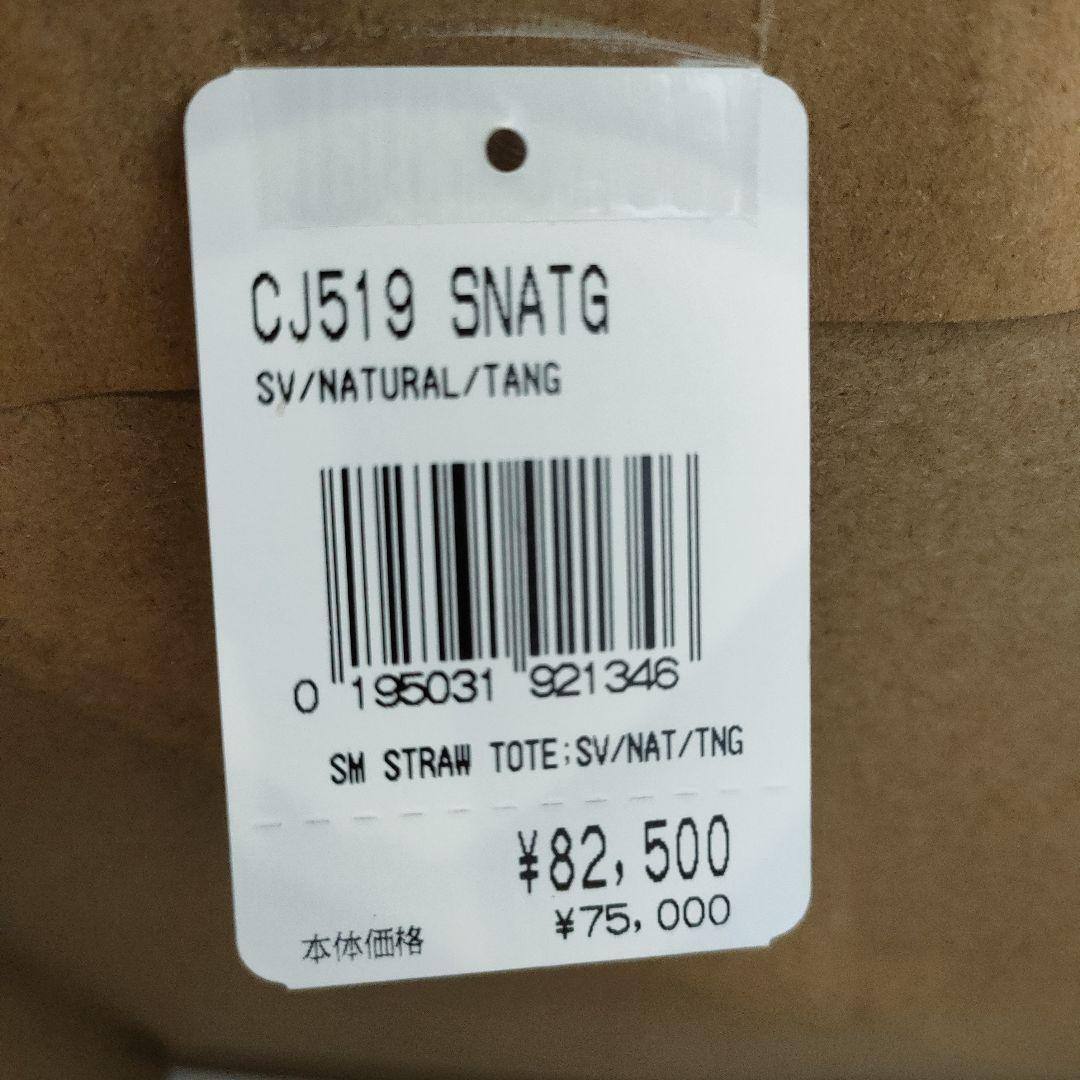 CJ519 SNATG
SV/NATURAL/TANG
0 195031 921346
SM STRAW TOTE;SV/NAT/TNG
¥82,500
¥75,000
本体価格